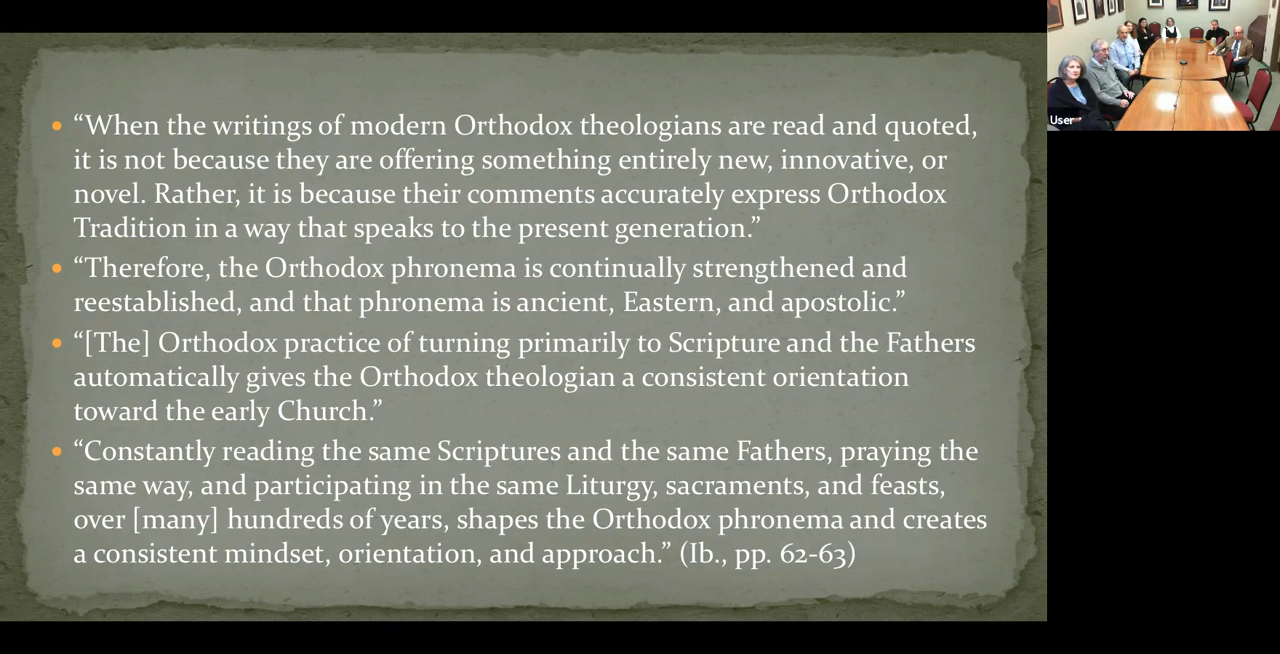 • “When the writings of modern Orthodox theologians are read and quoted,
it is not because they are offering something entirely new, innovative, or
novel. Rather, it is because their comments accurately express Orthodox
Tradition in a way that speaks to the present generation.”
• “Therefore, the Orthodox phronema is continually strengthened and
reestablished, and that phronema is ancient, Eastern, and apostolic.”
• “[The] Orthodox practice of turning primarily to Scripture and the Fathers
automatically gives the Orthodox theologian a consistent orientation
toward the early Church.”
• “Constantly reading the same Scriptures and the same Fathers, praying the
same way, and participating in the same Liturgy, sacraments, and feasts,
over [many] hundreds of years, shapes the Orthodox phronema and creates
a consistent mindset, orientation, and approach.” (Ib., pp. 62-63)
User